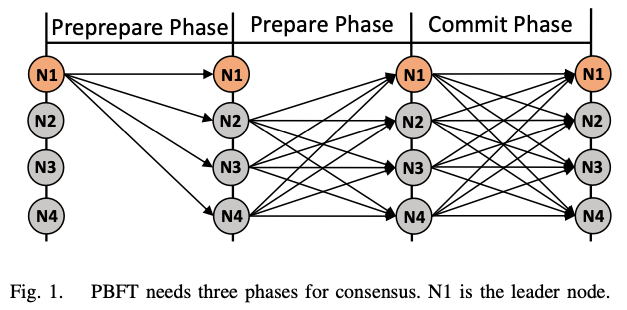 Preprepare Phase Prepare Phase Commit Phase
N1 N1 N1 N1
N2 N2 N2 N2
N3 N3 N3 N3
N4 N4 N4 N4
Fig. 1. PBFT needs three phases for consensus. N1 is the leader node.